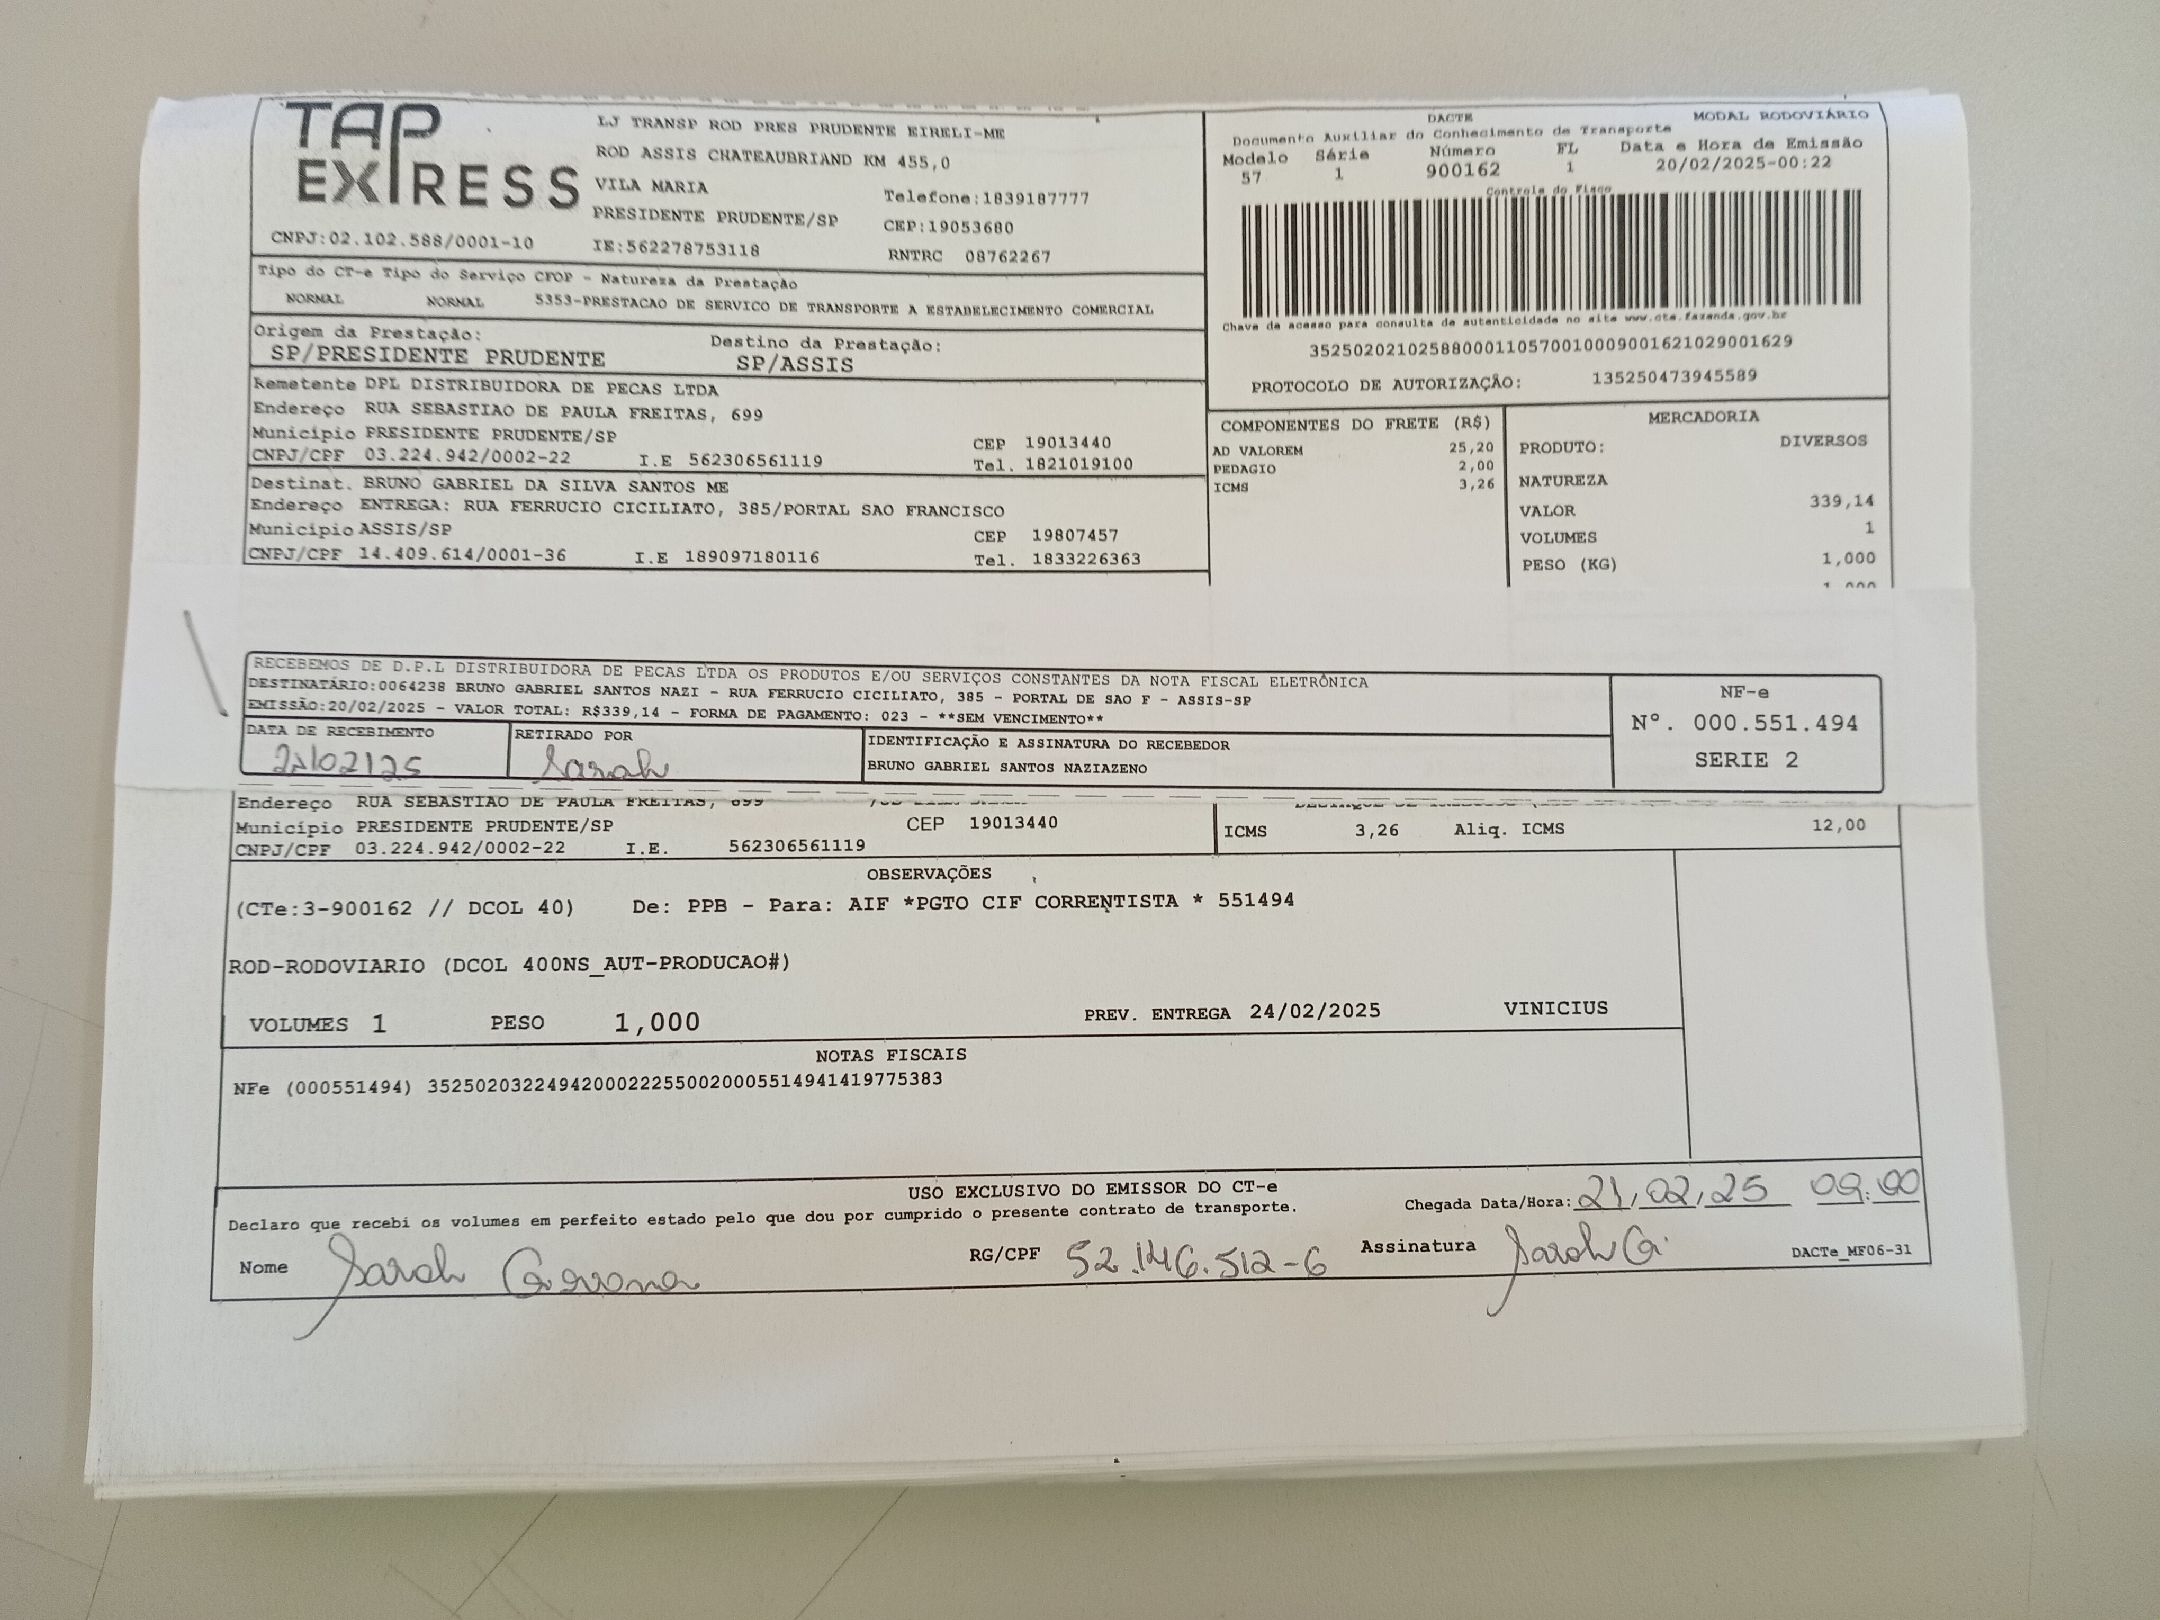 TAP EXPRESS
LJ TRANSP ROD PRES PRUDENTE EIRELI-ME
ROD ASSIS CHATEAUBRIAND KM 455,0
VILA MARIA
Telefone:1839187777
PRESIDENTE PRUDENTE/SP
CEP:19053680
CNPJ:02.102.588/0001-10 IE:562278753118
RNTRC 08762267
DACTE MODAL RODOVIÁRIO
Documento Auxiliar do Conhecimento de Transporte
Modelo Série Número FL Data e Hora de Emissão
57 1 900162 1 20/02/2025-00:22
Controle do Fisco
Chave de acesso para consulta de autenticidade no site www.cte.fazenda.gov.br
35250202102588000110570010009001621029001629
PROTOCOLO DE AUTORIZAÇÃO: 135250473945589
Tipo do CT-e Tipo do Serviço CFOP - Natureza da Prestação
NORMAL NORMAL 5353-PRESTACAO DE SERVICO DE TRANSPORTE A ESTABELECIMENTO COMERCIAL
Origem da Prestação: Destino da Prestação:
SP/PRESIDENTE PRUDENTE SP/ASSIS
Remetente DPL DISTRIBUIDORA DE PECAS LTDA
Endereço RUA SEBASTIAO DE PAULA FREITAS, 699
Município PRESIDENTE PRUDENTE/SP CEP 19013440
CNPJ/CPF 03.224.942/0002-22 I.E 562306561119 Tel. 1821019100
Destinat. BRUNO GABRIEL DA SILVA SANTOS ME
Endereço ENTREGA: RUA FERRUCIO CICILIATO, 385/PORTAL SAO FRANCISCO
Município ASSIS/SP CEP 19807457
CNPJ/CPF 14.409.614/0001-36 I.E 189097180116 Tel. 1833226363
COMPONENTES DO FRETE (R$)
AD VALOREM 25,20
PEDAGIO 2,00
ICMS 3,26
MERCADORIA
PRODUTO: DIVERSOS
NATUREZA
VALOR 339,14
VOLUMES 1
PESO (KG) 1,000
RECEBEMOS DE D.P.L DISTRIBUIDORA DE PECAS LTDA OS PRODUTOS E/OU SERVIÇOS CONSTANTES DA NOTA FISCAL ELETRÔNICA
DESTINATÁRIO:0064238 BRUNO GABRIEL SANTOS NAZI - RUA FERRUCIO CICILIATO, 385 - PORTAL DE SAO F - ASSIS-SP
EMISSÃO:20/02/2025 - VALOR TOTAL: R$339,14 - FORMA DE PAGAMENTO: 023 - **SEM VENCIMENTO**
DATA DE RECEBIMENTO RETIRADO POR IDENTIFICAÇÃO E ASSINATURA DO RECEBEDOR
21/02/25 Sarah BRUNO GABRIEL SANTOS NAZIAZENO
NF-e
Nº. 000.551.494
SERIE 2
Endereço RUA SEBASTIAO DE PAULA FREITAS, 699
Município PRESIDENTE PRUDENTE/SP CEP 19013440
CNPJ/CPF 03.224.942/0002-22 I.E. 562306561119
ICMS 3,26 Aliq. ICMS 12,00
OBSERVAÇÕES
(CTe:3-900162 // DCOL 40) De: PPB - Para: AIF *PGTO CIF CORRENTISTA * 551494
ROD-RODOVIARIO (DCOL 400NS_AUT-PRODUCAO#)
VOLUMES 1 PESO 1,000 PREV. ENTREGA 24/02/2025 VINICIUS
NOTAS FISCAIS
NFe (000551494) 35250203224942000222550020005514941419775383
USO EXCLUSIVO DO EMISSOR DO CT-e
Declaro que recebi os volumes em perfeito estado pelo que dou por cumprido o presente contrato de transporte.
Chegada Data/Hora: 21,02,25 09:00
Nome Sarah RG/CPF 52.146.512-6 Assinatura Sarah G. DACTe_MF06-31